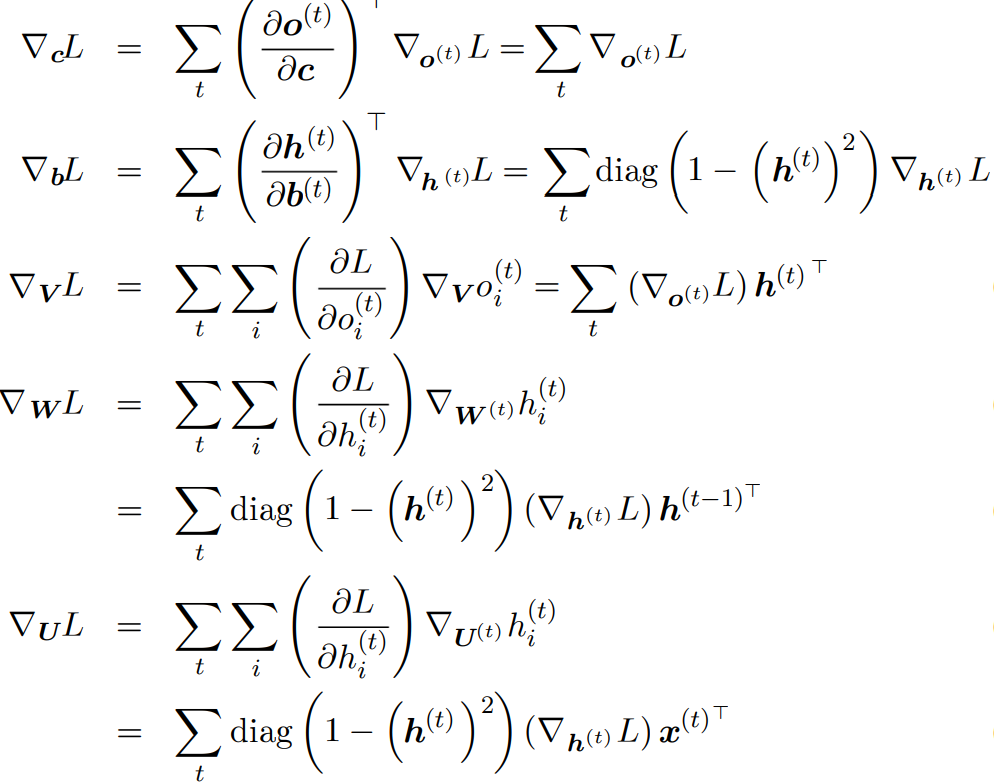 ∇_𝒄 L = ∑_t (∂𝒐^(t)/∂𝒄)^⊤ ∇_{𝒐^(t)} L = ∑_t ∇_{𝒐^(t)} L
∇_𝒃 L = ∑_t (∂𝒉^(t)/∂𝒃^(t))^⊤ ∇_{𝒉^(t)} L = ∑_t diag(1 − (𝒉^(t))^2) ∇_{𝒉^(t)} L
∇_𝑽 L = ∑_t ∑_i (∂L/∂o_i^(t)) ∇_𝑽 o_i^(t) = ∑_t (∇_{𝒐^(t)} L) 𝒉^(t)⊤
∇_𝑾 L = ∑_t ∑_i (∂L/∂h_i^(t)) ∇_{𝑾^(t)} h_i^(t)
= ∑_t diag(1 − (𝒉^(t))^2) (∇_{𝒉^(t)} L) 𝒉^(t−1)⊤
∇_𝑼 L = ∑_t ∑_i (∂L/∂h_i^(t)) ∇_{𝑼^(t)} h_i^(t)
= ∑_t diag(1 − (𝒉^(t))^2) (∇_{𝒉^(t)} L) 𝒙^(t)⊤